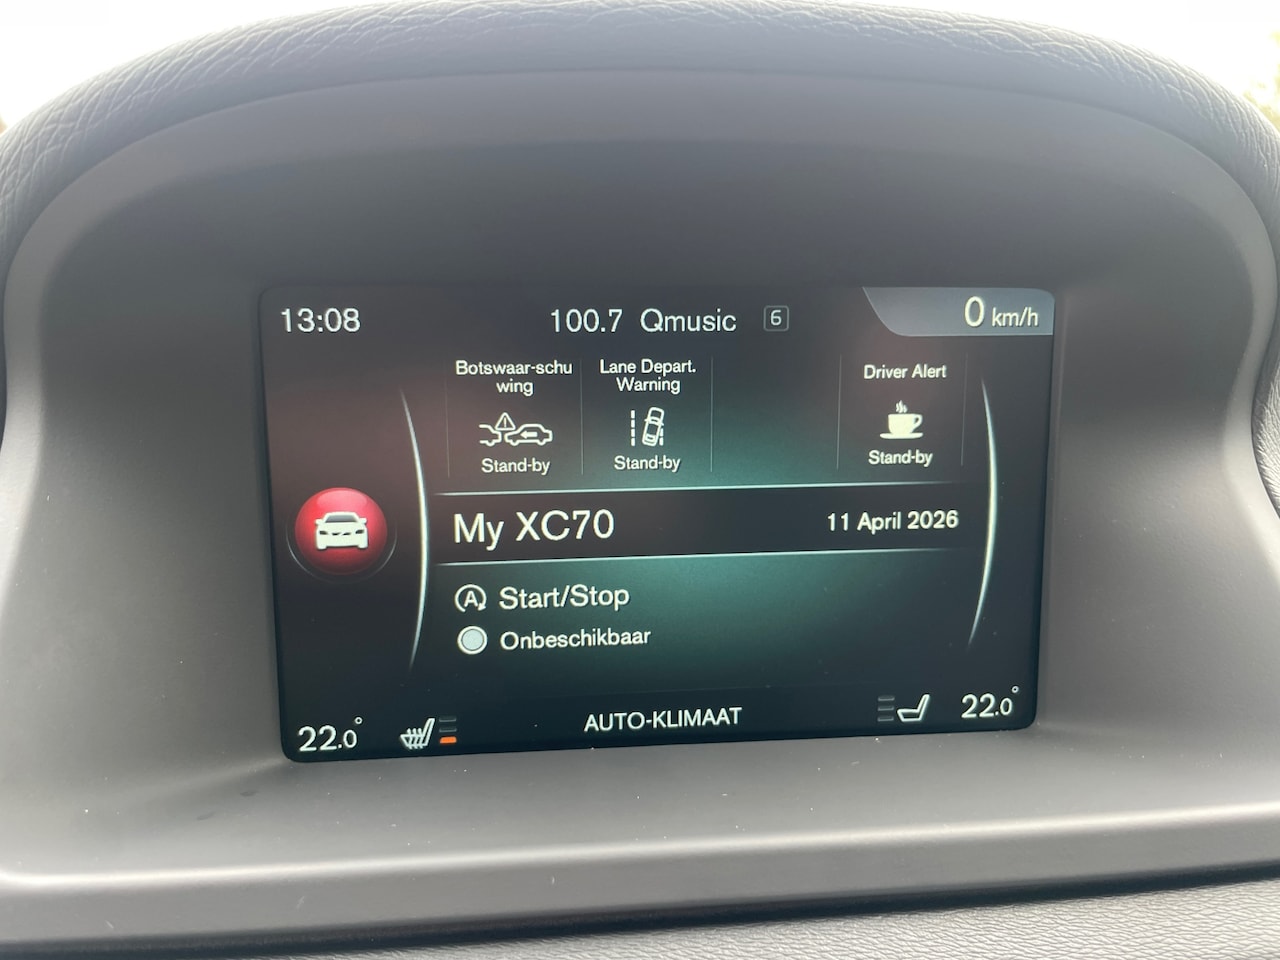 13:08
100.7 Qmusic 6
0 km/h
Botswaar-schu
wing
Stand-by
Lane Depart.
Warning
Stand-by
Driver Alert
Stand-by
My XC70
11 April 2026
A Start/Stop
Onbeschikbaar
22.0°
AUTO-KLIMAAT
22.0°